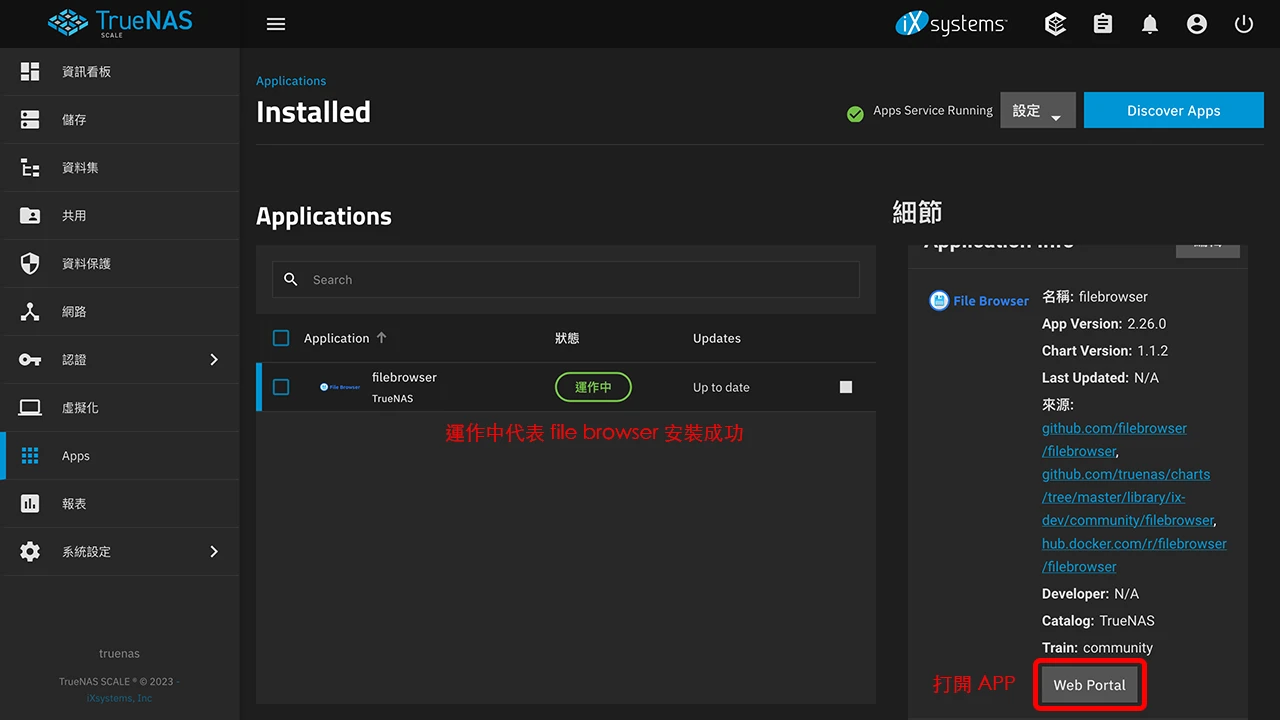 TrueNAS
SCALE
iXsystems
資訊看板
儲存
資料集
共用
資料保護
網路
認證
虛擬化
Apps
報表
系統設定
truenas
TrueNAS SCALE ® © 2023 -
iXsystems, Inc
Applications
Installed
Apps Service Running
設定
Discover Apps
Applications
Search
Application
狀態
Updates
filebrowser
TrueNAS
File Browser
運作中
Up to date
運作中代表 file browser 安裝成功
細節
Application Info
編輯
File Browser
名稱: filebrowser
App Version: 2.26.0
Chart Version: 1.1.2
Last Updated: N/A
來源:
github.com/filebrowser
/filebrowser,
github.com/truenas/charts
/tree/master/library/ix-
dev/community/filebrowser,
hub.docker.com/r/filebrowser
/filebrowser
Developer: N/A
Catalog: TrueNAS
Train: community
打開 APP
Web Portal